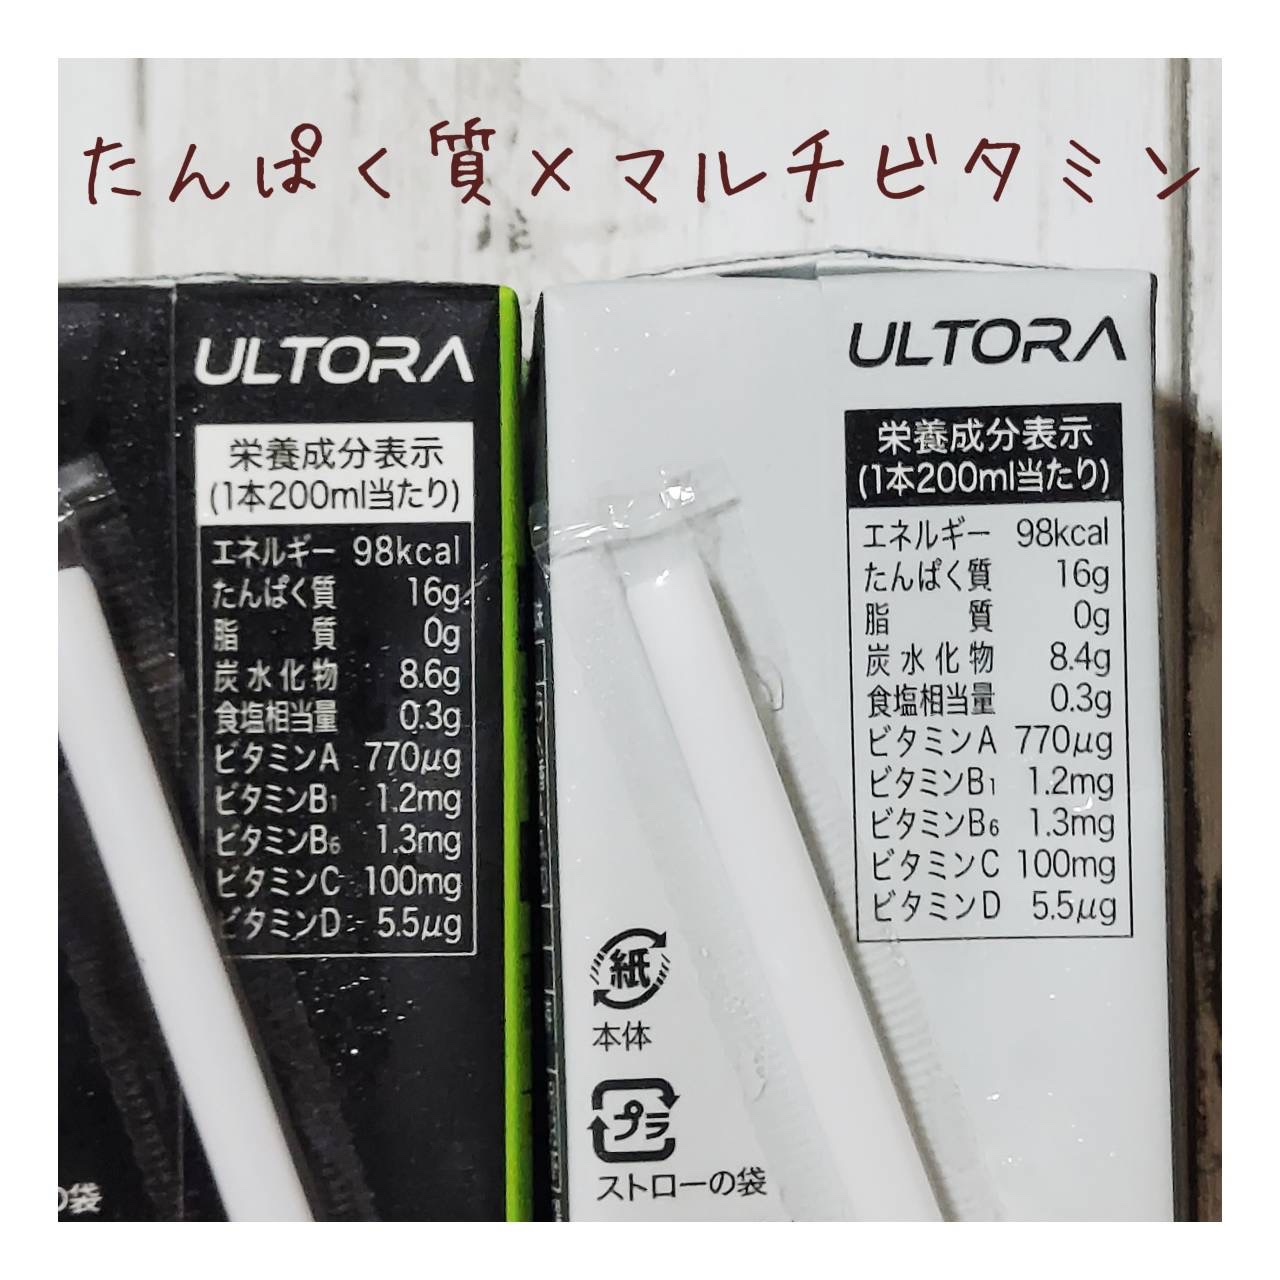 たんぱく質×マルチビタミン
ULTORA
栄養成分表示
(1本200ml当たり)
エネルギー 98kcal
たんぱく質 16g
脂質 0g
炭水化物 8.6g
食塩相当量 0.3g
ビタミンA 770μg
ビタミンB1 1.2mg
ビタミンB6 1.3mg
ビタミンC 100mg
ビタミンD 5.5μg
の袋
ULTORA
栄養成分表示
(1本200ml当たり)
エネルギー 98kcal
たんぱく質 16g
脂質 0g
炭水化物 8.4g
食塩相当量 0.3g
ビタミンA 770μg
ビタミンB1 1.2mg
ビタミンB6 1.3mg
ビタミンC 100mg
ビタミンD 5.5μg
紙
本体
プラ
ストローの袋